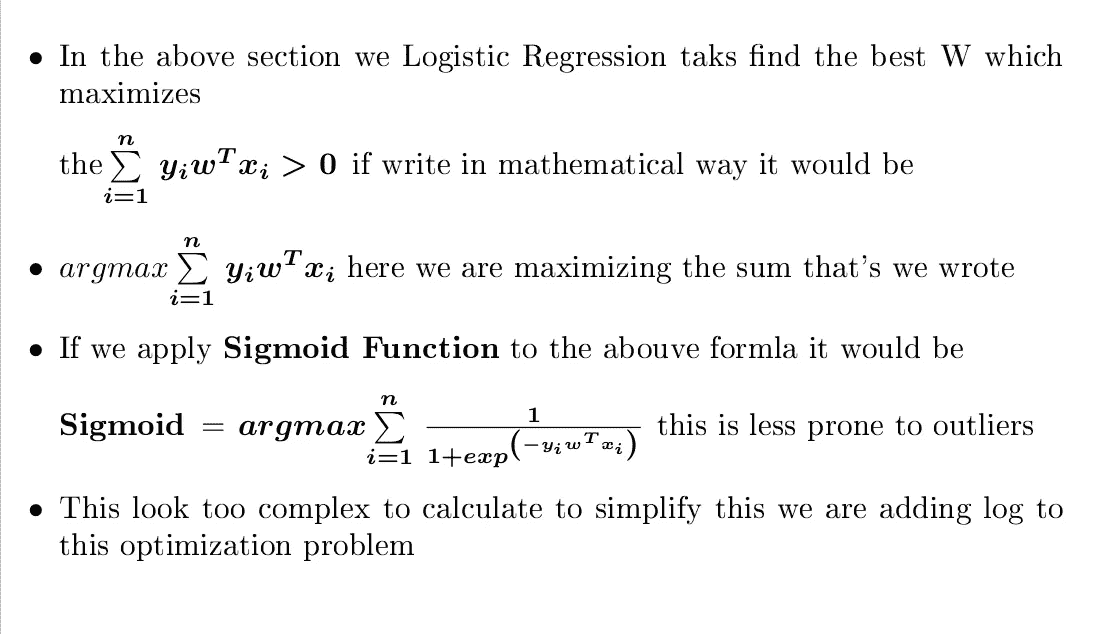 • In the above section we Logistic Regression taks find the best W which
maximizes
the $\sum_{i=1}^{n} y_i w^T x_i > 0$ if write in mathematical way it would be
• $argmax \sum_{i=1}^{n} y_i w^T x_i$ here we are maximizing the sum that's we wrote
• If we apply Sigmoid Function to the abouve formla it would be
Sigmoid $= argmax \sum_{i=1}^{n} \frac{1}{1+exp^{(-y_i w^T x_i)}}$ this is less prone to outliers
• This look too complex to calculate to simplify this we are adding log to
this optimization problem